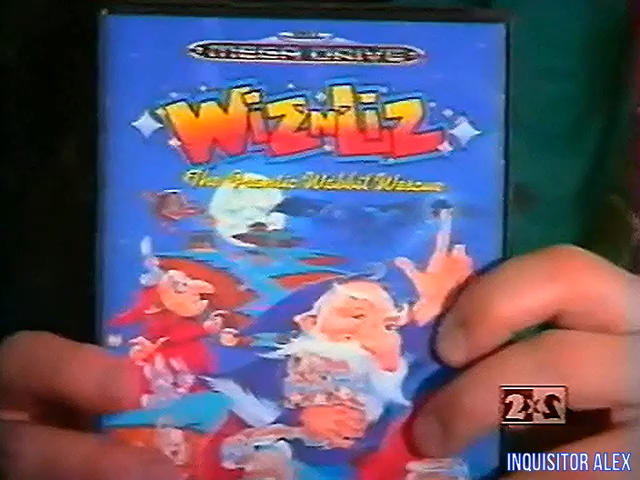 MEGA DRIVE
WIZ 'N' LIZ
The Frantic Wabbit Wescue
2X2
INQUISITOR ALEX